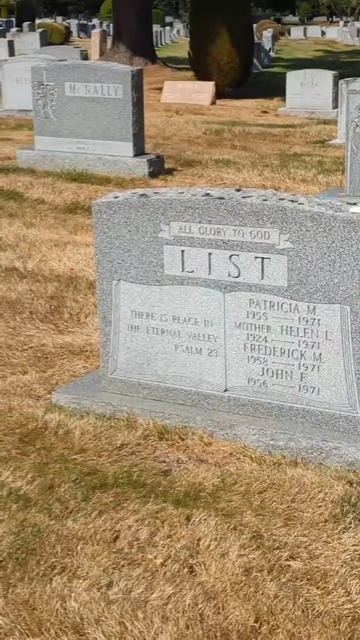 McNALLY
ALL GLORY TO GOD
LIST
THERE IS PEACE IN
THE ETERNAL VALLEY
PSALM 23
PATRICIA M.
1955 — 1971
MOTHER HELEN L.
1924 — 1971
FREDERICK M.
1958 — 1971
JOHN F.
1956 — 1971